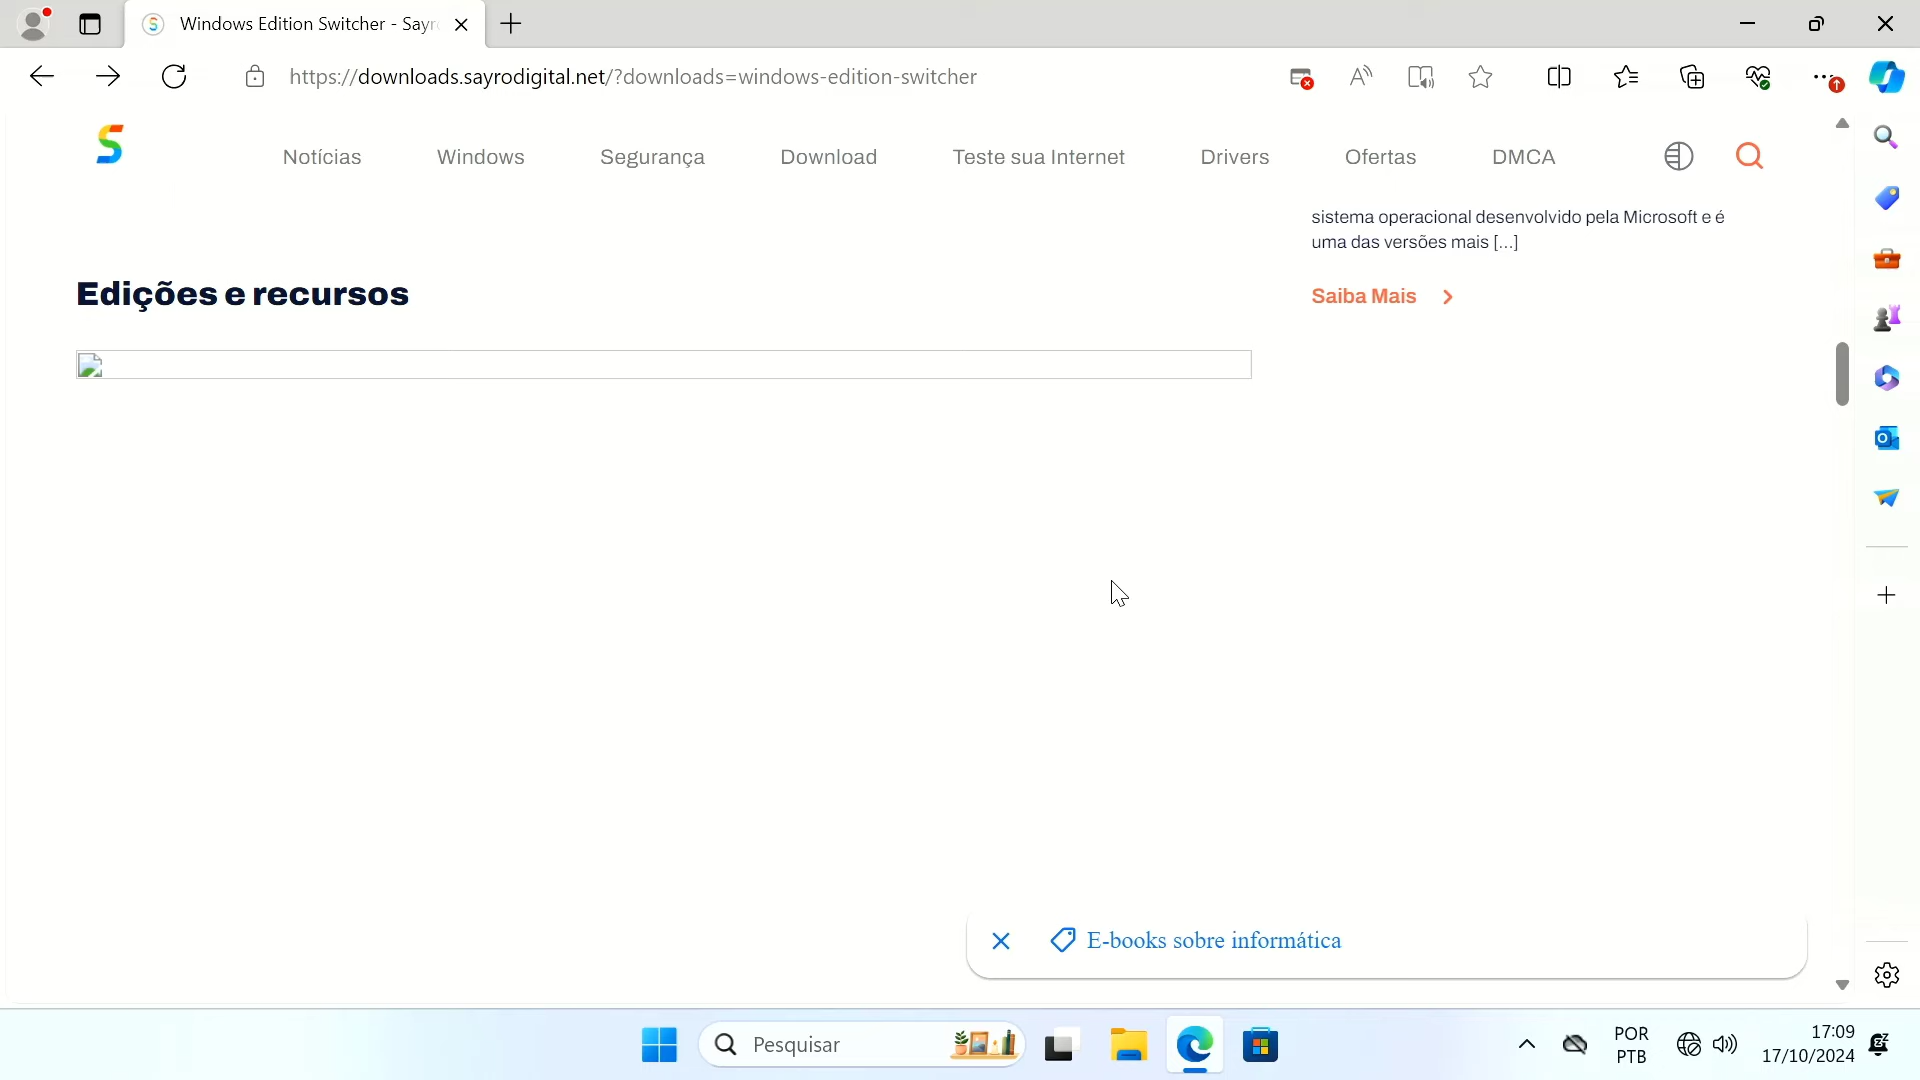 Windows Edition Switcher - Sayr
https://downloads.sayrodigital.net/?downloads=windows-edition-switcher
Notícias
Windows
Segurança
Download
Teste sua Internet
Drivers
Ofertas
DMCA
sistema operacional desenvolvido pela Microsoft e é
uma das versões mais [...]
Saiba Mais
Edições e recursos
E-books sobre informática
Pesquisar
POR
PTB
17:09
17/10/2024